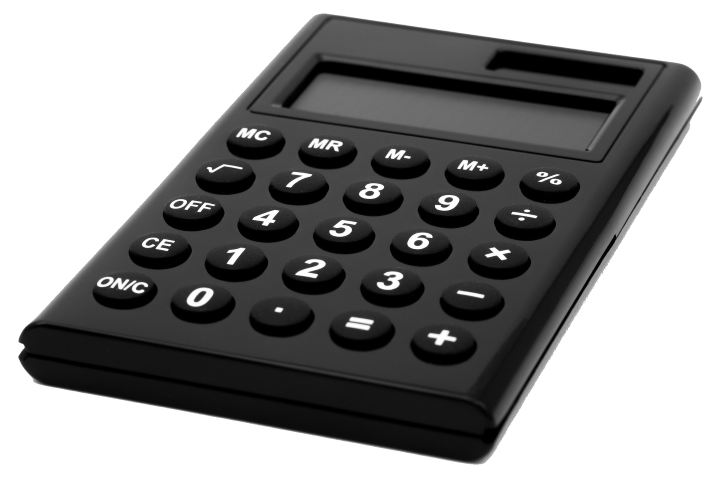 MC MR M- M+ %
√ 7 8 9 ÷
OFF 4 5 6 ×
CE 1 2 3 −
ON/C 0 . = +